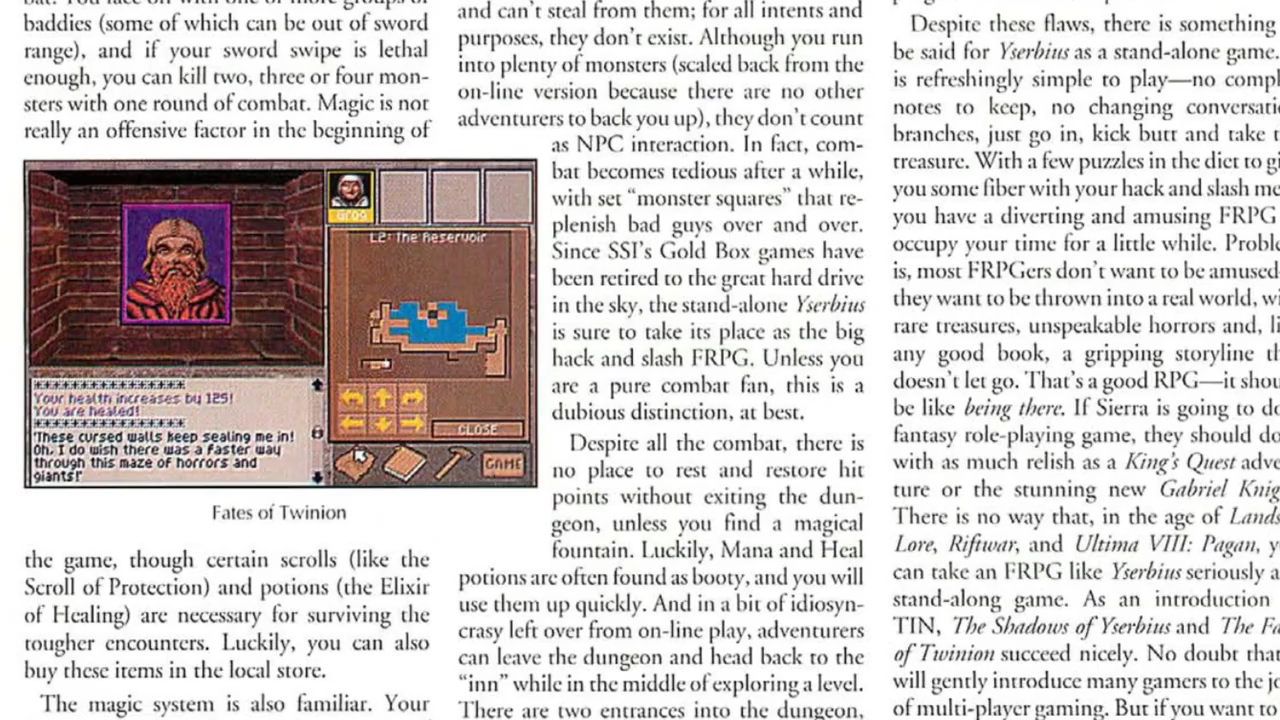 bat. You face off with one or more groups of
baddies (some of which can be out of sword
range), and if your sword swipe is lethal
enough, you can kill two, three or four mon-
sters with one round of combat. Magic is not
really an offensive factor in the beginning of
Grog
L2: The Reservoir
Your health increases by 125!
You are healed!
"These cursed walls keep sealing me in!
Oh, I do wish there was a faster way
through this maze of horrors and
giants!"
CLOSE
GAME
Fates of Twinion
the game, though certain scrolls (like the
Scroll of Protection) and potions (the Elixir
of Healing) are necessary for surviving the
tougher encounters. Luckily, you can also
buy these items in the local store.
The magic system is also familiar. Your
and can't steal from them; for all intents and
purposes, they don't exist. Although you run
into plenty of monsters (scaled back from the
on-line version because there are no other
adventurers to back you up), they don't count
as NPC interaction. In fact, com-
bat becomes tedious after a while,
with set "monster squares" that re-
plenish bad guys over and over.
Since SSI's Gold Box games have
been retired to the great hard drive
in the sky, the stand-alone Yserbius
is sure to take its place as the big
hack and slash FRPG. Unless you
are a pure combat fan, this is a
dubious distinction, at best.
Despite all the combat, there is
no place to rest and restore hit
points without exiting the dun-
geon, unless you find a magical
fountain. Luckily, Mana and Heal
potions are often found as booty, and you will
use them up quickly. And in a bit of idiosyn-
crasy left over from on-line play, adventurers
can leave the dungeon and head back to the
"inn" while in the middle of exploring a level.
There are two entrances into the dungeon,
Despite these flaws, there is something
be said for Yserbius as a stand-alone game.
is refreshingly simple to play—no compl
notes to keep, no changing conversati
branches, just go in, kick butt and take t
treasure. With a few puzzles in the diet to gi
you some fiber with your hack and slash me
you have a diverting and amusing FRPG
occupy your time for a little while. Proble
is, most FRPGers don't want to be amused
they want to be thrown into a real world, wi
rare treasures, unspeakable horrors and, li
any good book, a gripping storyline th
doesn't let go. That's a good RPG—it shou
be like being there. If Sierra is going to do
fantasy role-playing game, they should do
with as much relish as a King's Quest adve
ture or the stunning new Gabriel Knig
There is no way that, in the age of Lands
Lore, Riftwar, and Ultima VIII: Pagan, y
can take an FRPG like Yserbius seriously a
stand-along game. As an introduction
TIN, The Shadows of Yserbius and The Fa
of Twinion succeed nicely. No doubt that
will gently introduce many gamers to the jo
of multi-player gaming. But if you want to